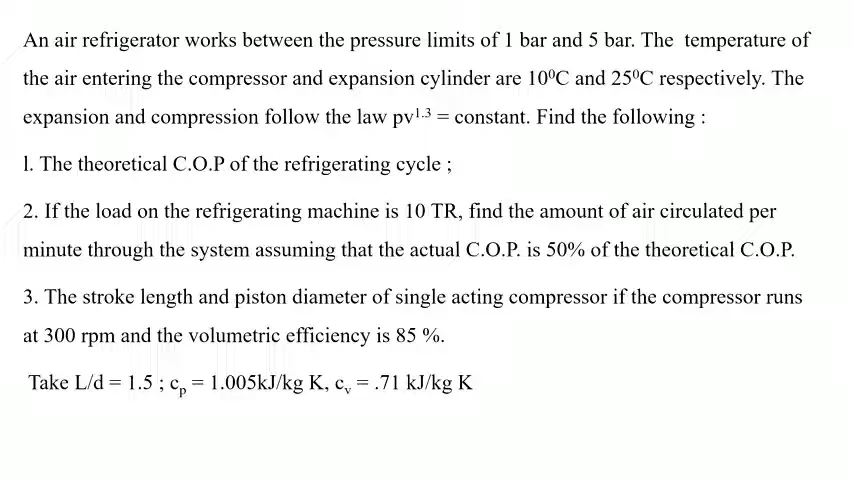 An air refrigerator works between the pressure limits of 1 bar and 5 bar. The temperature of
the air entering the compressor and expansion cylinder are 10⁰C and 25⁰C respectively. The
expansion and compression follow the law pv¹·³ = constant. Find the following :
l. The theoretical C.O.P of the refrigerating cycle ;
2. If the load on the refrigerating machine is 10 TR, find the amount of air circulated per
minute through the system assuming that the actual C.O.P. is 50% of the theoretical C.O.P.
3. The stroke length and piston diameter of single acting compressor if the compressor runs
at 300 rpm and the volumetric efficiency is 85 %.
Take L/d = 1.5 ; cₚ = 1.005kJ/kg K, cᵥ = .71 kJ/kg K